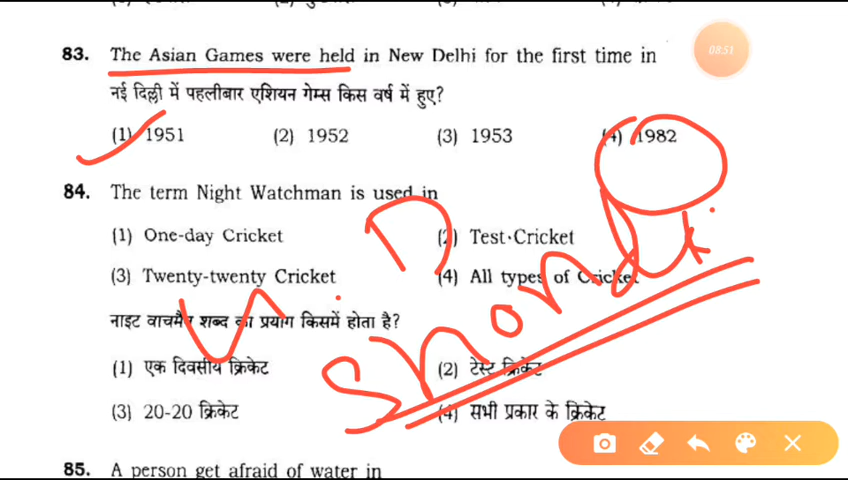 83. The Asian Games were held in New Delhi for the first time in
08:51
नई दिल्ली में पहलीबार एशियन गेम्स किस वर्ष में हुए?
(1) 1951 (2) 1952 (3) 1953 (4) 1982
84. The term Night Watchman is used in
(1) One-day Cricket (2) Test Cricket
(3) Twenty-twenty Cricket (4) All types of Cricket
नाइट वाचमैन शब्द का प्रयोग किसमें होता है?
(1) एक दिवसीय क्रिकेट (2) टेस्ट क्रिकेट
(3) 20-20 क्रिकेट (4) सभी प्रकार के क्रिकेट
85. A person get afraid of water in